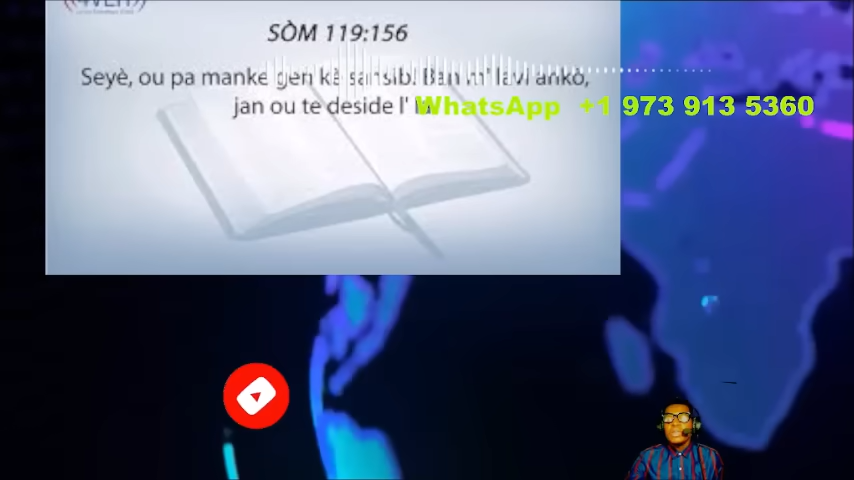 4VEH
SÒM 119:156
Seyè, ou pa manke gen kè sansib! Ban m' lavi ankò,
jan ou te deside l' la.
WhatsApp +1 973 913 5360